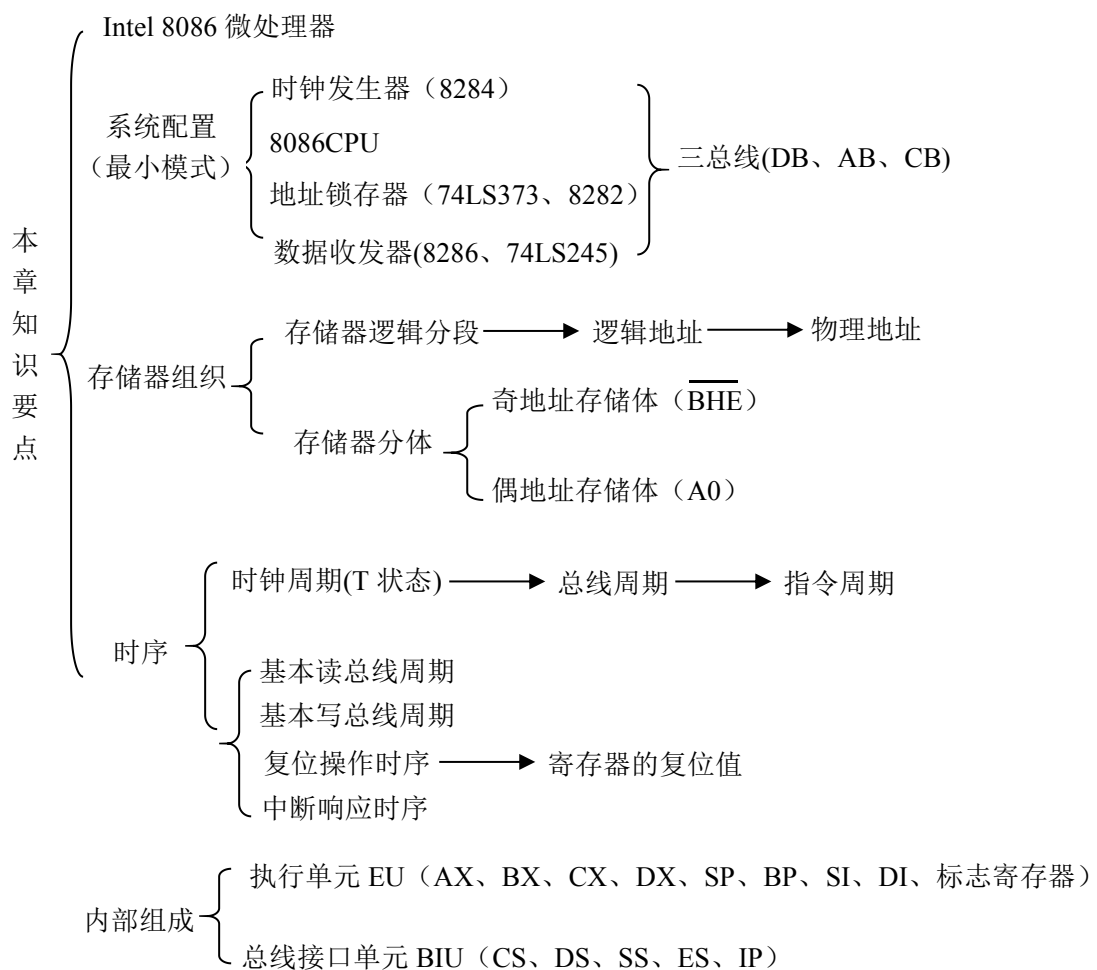 本章知识要点
Intel 8086 微处理器
系统配置
（最小模式）
时钟发生器（8284）
8086CPU
地址锁存器（74LS373、8282）
数据收发器(8286、74LS245)
三总线(DB、AB、CB)
存储器组织
存储器逻辑分段
逻辑地址
物理地址
存储器分体
奇地址存储体（B̅H̅E̅）
偶地址存储体（A0）
时序
时钟周期(T 状态)
总线周期
指令周期
基本读总线周期
基本写总线周期
复位操作时序
寄存器的复位值
中断响应时序
内部组成
执行单元 EU（AX、BX、CX、DX、SP、BP、SI、DI、标志寄存器）
总线接口单元 BIU（CS、DS、SS、ES、IP）